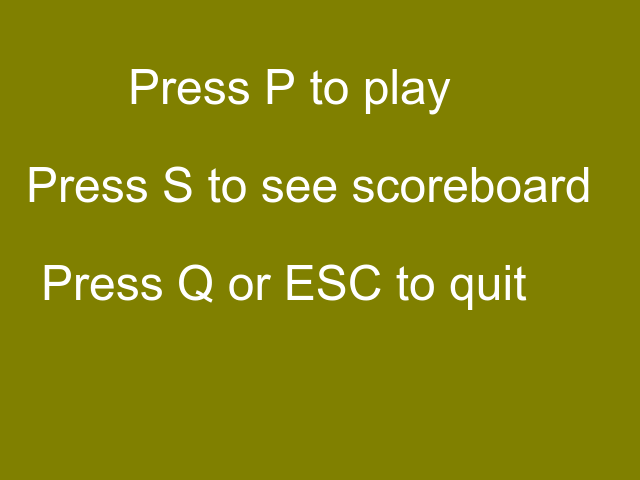 Press P to play
Press S to see scoreboard
Press Q or ESC to quit